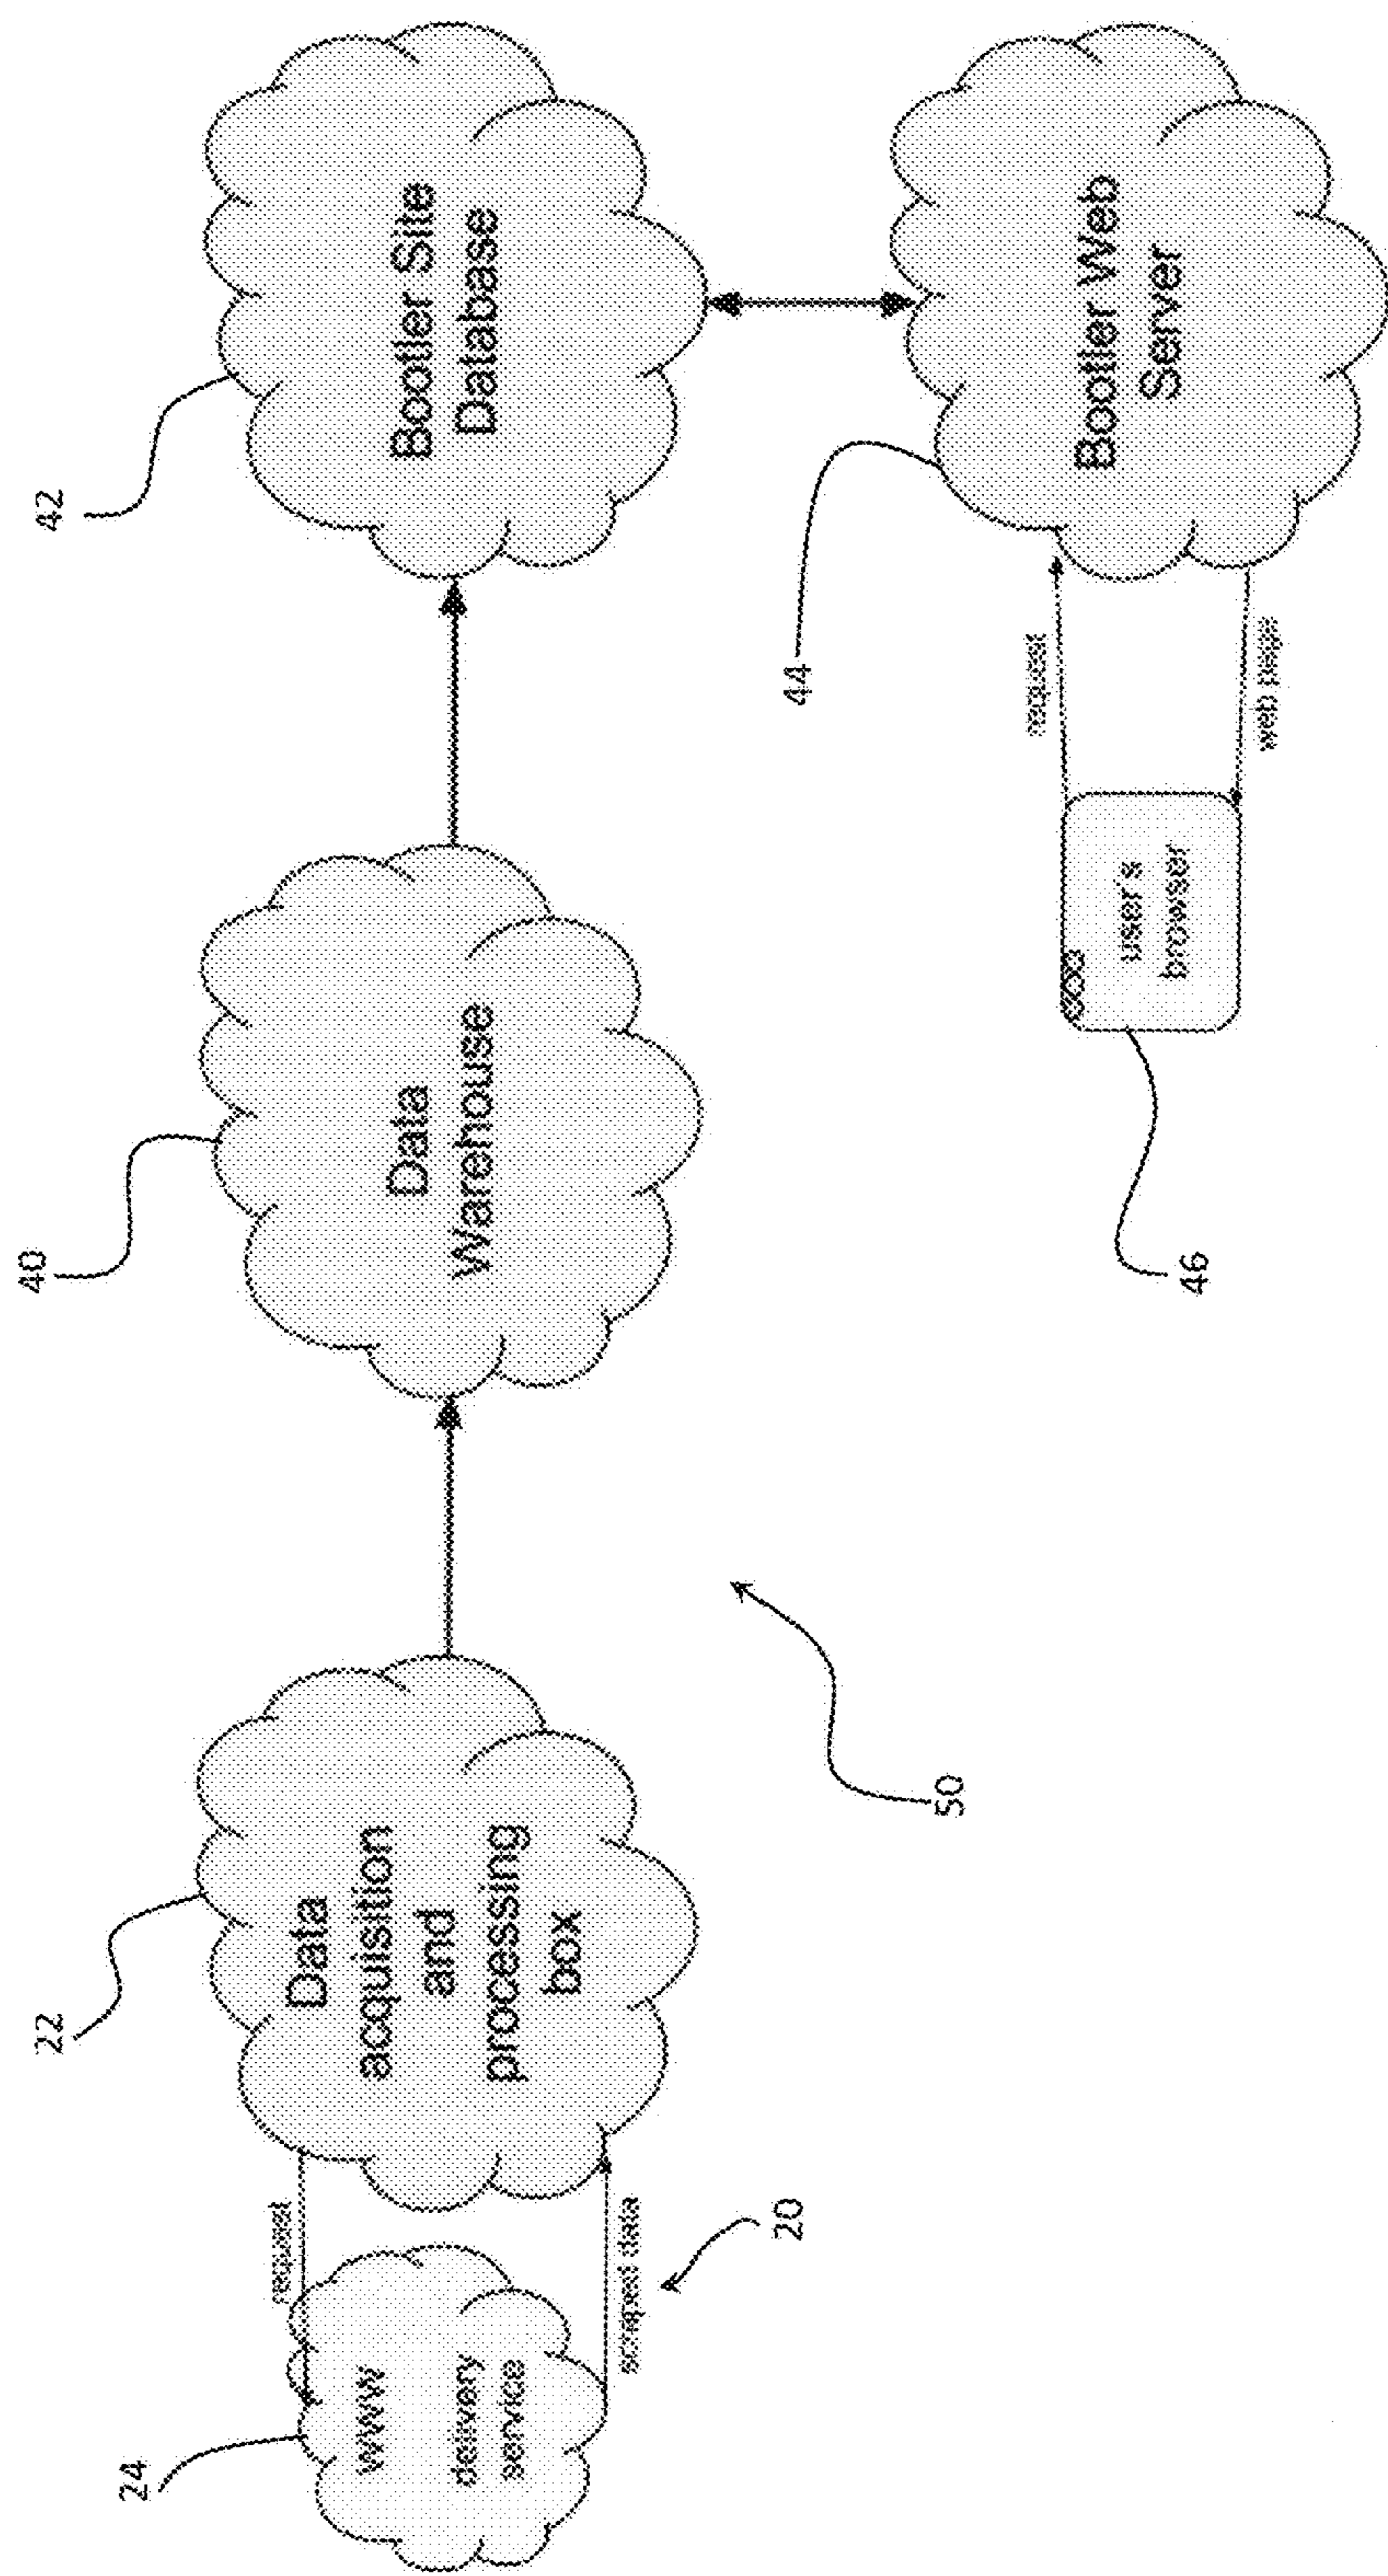 24
www
delivery
service
request
scraped data
20
22
Data
acquisition
and
processing
box
50
40
Data
Warehouse
42
Bootler Site
Database
44
Bootler Web
Server
request
web page
user's
browser
46